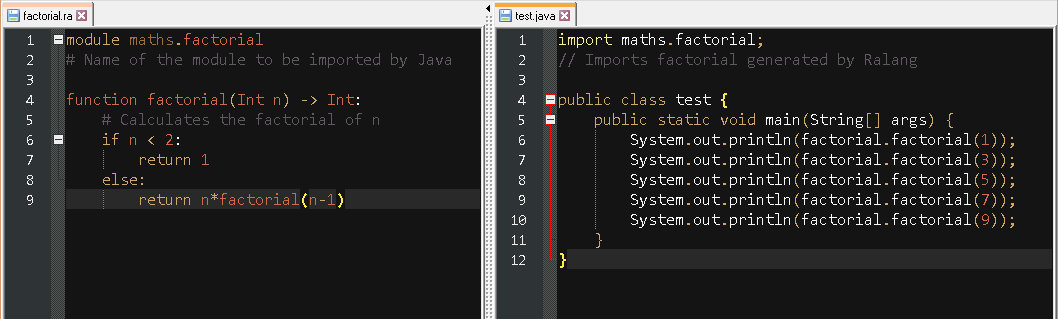 factorial.ra
1 module maths.factorial
2 # Name of the module to be imported by Java
3
4 function factorial(Int n) -> Int:
5     # Calculates the factorial of n
6     if n < 2:
7         return 1
8     else:
9         return n*factorial(n-1)
test.java
1 import maths.factorial;
2 // Imports factorial generated by Ralang
3
4 public class test {
5     public static void main(String[] args) {
6         System.out.println(factorial.factorial(1));
7         System.out.println(factorial.factorial(3));
8         System.out.println(factorial.factorial(5));
9         System.out.println(factorial.factorial(7));
10         System.out.println(factorial.factorial(9));
11     }
12 }